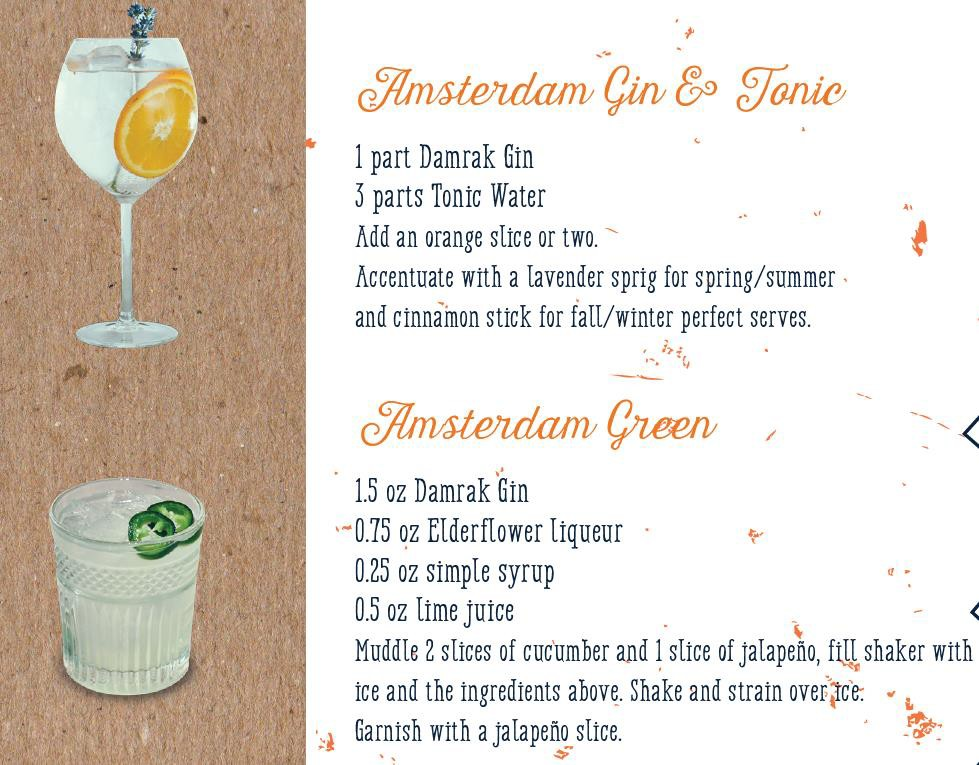 Amsterdam Gin & Tonic
1 part Damrak Gin
3 parts Tonic Water
Add an orange slice or two.
Accentuate with a lavender sprig for spring/summer
and cinnamon stick for fall/winter perfect serves.
Amsterdam Green
1.5 oz Damrak Gin
0.75 oz Elderflower liqueur
0.25 oz simple syrup
0.5 oz lime juice
Muddle 2 slices of cucumber and 1 slice of jalapeño, fill shaker with
ice and the ingredients above. Shake and strain over ice.
Garnish with a jalapeño slice.